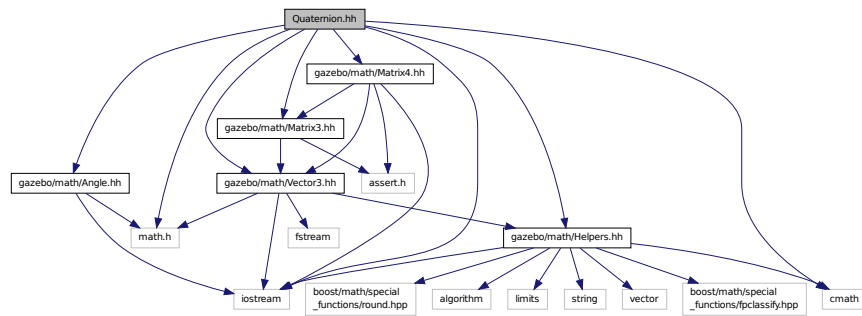 Quaternion.hh
gazebo/math/Matrix4.hh
gazebo/math/Matrix3.hh
gazebo/math/Angle.hh
gazebo/math/Vector3.hh
assert.h
math.h
fstream
gazebo/math/Helpers.hh
iostream
boost/math/special
_functions/round.hpp
algorithm
limits
string
vector
boost/math/special
_functions/fpclassify.hpp
cmath